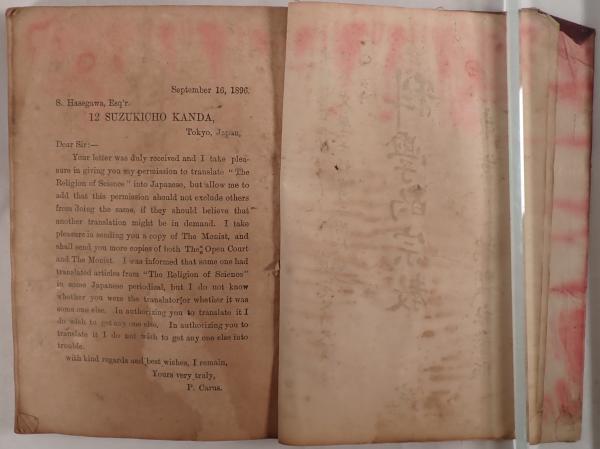 September 16, 1896.
S. Hasegawa, Esq'r.
12 SUZUKICHO KANDA,
Tokyo, Japan,
Dear Sir:—
Your letter was duly received and I take plea-
sure in giving you my permission to translate "The
Religion of Science" into Japanese, but allow me to
add that this permission should not exclude others
from doing the same, if they should believe that
another translation might be in demand. I take
pleasure in sending you a copy of The Monist, and
shall send you more copies of both The Open Court
and The Monist. I was informed that some one had
translated articles from "The Religion of Science"
in some Japanese periodical, but I do not know
whether you were the translator or whether it was
some one else. In authorizing you to translate it I
do wish to get any one else, In authorizing you to
translate it I do not wish to get any one else into
trouble.
with kind regards and best wishes, I remain,
Yours very truly,
P. Carus.